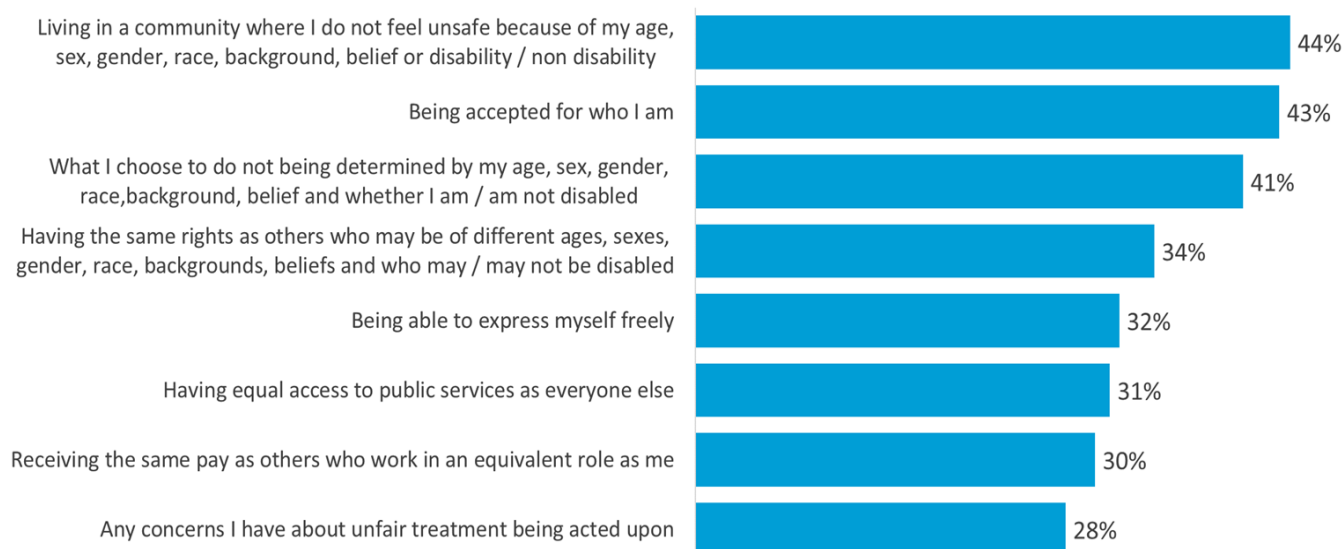 Living in a community where I do not feel unsafe because of my age,
sex, gender, race, background, belief or disability / non disability
44%
Being accepted for who I am
43%
What I choose to do not being determined by my age, sex, gender,
race,background, belief and whether I am / am not disabled
41%
Having the same rights as others who may be of different ages, sexes,
gender, race, backgrounds, beliefs and who may / may not be disabled
34%
Being able to express myself freely
32%
Having equal access to public services as everyone else
31%
Receiving the same pay as others who work in an equivalent role as me
30%
Any concerns I have about unfair treatment being acted upon
28%